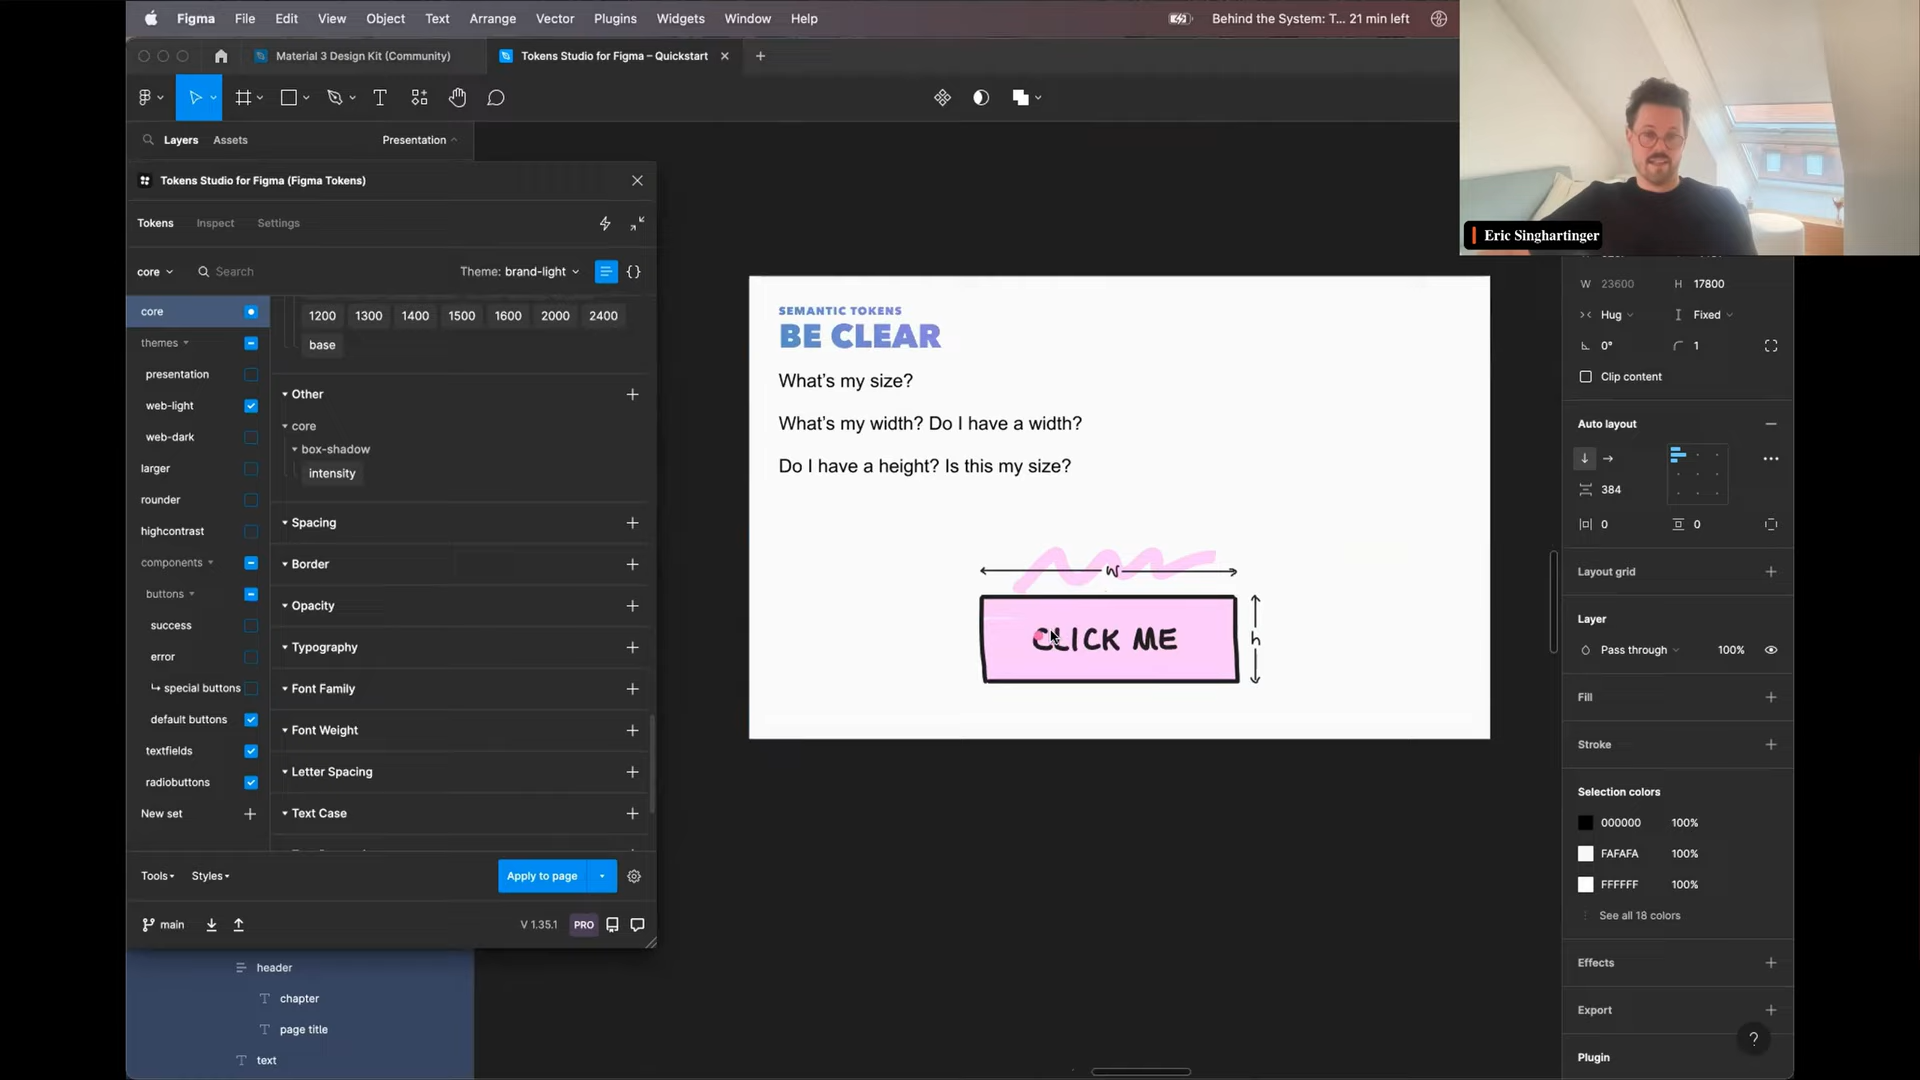 Figma File Edit View Object Text Arrange Vector Plugins Widgets Window Help
Behind the System: T... 21 min left
Material 3 Design Kit (Community)
Tokens Studio for Figma – Quickstart
Layers Assets Presentation
Tokens Studio for Figma (Figma Tokens)
Tokens Inspect Settings
core Search Theme: brand-light {}
core
themes
presentation
web-light
web-dark
larger
rounder
highcontrast
components
buttons
success
error
↳ special buttons
default buttons
textfields
radiobuttons
New set
1200 1300 1400 1500 1600 2000 2400
base
Other
core
box-shadow
intensity
Spacing
Border
Opacity
Typography
Font Family
Font Weight
Letter Spacing
Text Case
Tools Styles Apply to page
main V 1.35.1 PRO
header
chapter
page title
text
SEMANTIC TOKENS
BE CLEAR
What's my size?
What's my width? Do I have a width?
Do I have a height? Is this my size?
W
CLICK ME
h
Eric Singhartinger
W 23600 H 17800
Hug Fixed
0° 1
Clip content
Auto layout
384
0 0
Layout grid
Layer
Pass through 100%
Fill
Stroke
Selection colors
000000 100%
FAFAFA 100%
FFFFFF 100%
See all 18 colors
Effects
Export
?
Plugin